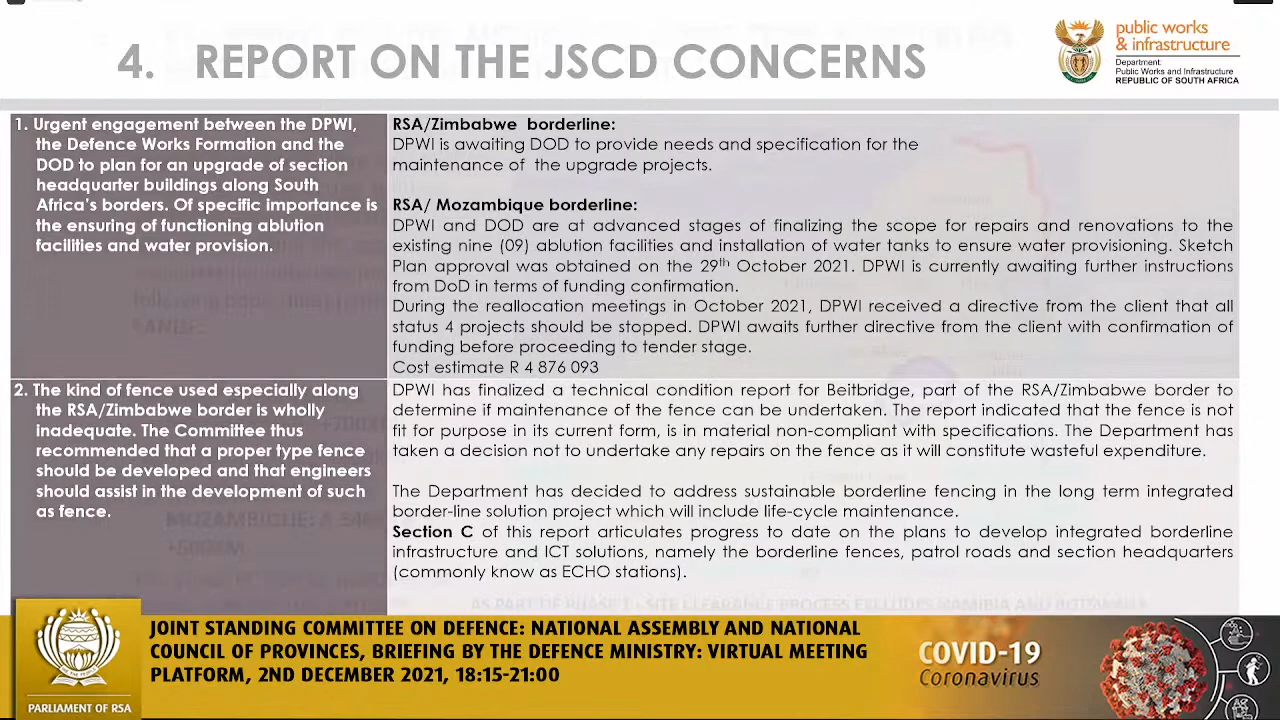 4. REPORT ON THE JSCD CONCERNS
public works
& infrastructure
Department:
Public Works and Infrastructure
REPUBLIC OF SOUTH AFRICA
1. Urgent engagement between the DPWI,
the Defence Works Formation and the
DOD to plan for an upgrade of section
headquarter buildings along South
Africa's borders. Of specific importance is
the ensuring of functioning ablution
facilities and water provision.
RSA/Zimbabwe borderline:
DPWI is awaiting DOD to provide needs and specification for the
maintenance of the upgrade projects.
RSA/ Mozambique borderline:
DPWI and DOD are at advanced stages of finalizing the scope for repairs and renovations to the
existing nine (09) ablution facilities and installation of water tanks to ensure water provisioning. Sketch
Plan approval was obtained on the 29th October 2021. DPWI is currently awaiting further instructions
from DoD in terms of funding confirmation.
During the reallocation meetings in October 2021, DPWI received a directive from the client that all
status 4 projects should be stopped. DPWI awaits further directive from the client with confirmation of
funding before proceeding to tender stage.
Cost estimate R 4 876 093
2. The kind of fence used especially along
the RSA/Zimbabwe border is wholly
inadequate. The Committee thus
recommended that a proper type fence
should be developed and that engineers
should assist in the development of such
as fence.
DPWI has finalized a technical condition report for Beitbridge, part of the RSA/Zimbabwe border to
determine if maintenance of the fence can be undertaken. The report indicated that the fence is not
fit for purpose in its current form, is in material non-compliant with specifications. The Department has
taken a decision not to undertake any repairs on the fence as it will constitute wasteful expenditure.
The Department has decided to address sustainable borderline fencing in the long term integrated
border-line solution project which will include life-cycle maintenance.
Section C of this report articulates progress to date on the plans to develop integrated borderline
infrastructure and ICT solutions, namely the borderline fences, patrol roads and section headquarters
(commonly know as ECHO stations).
AS PART OF PHASE 1: SITE CLEARANCE PROCESS EXCLUDES NAMIBIA AND BOTSWANA
PARLIAMENT OF RSA
JOINT STANDING COMMITTEE ON DEFENCE: NATIONAL ASSEMBLY AND NATIONAL
COUNCIL OF PROVINCES, BRIEFING BY THE DEFENCE MINISTRY: VIRTUAL MEETING
PLATFORM, 2ND DECEMBER 2021, 18:15-21:00
COVID-19
Coronavirus